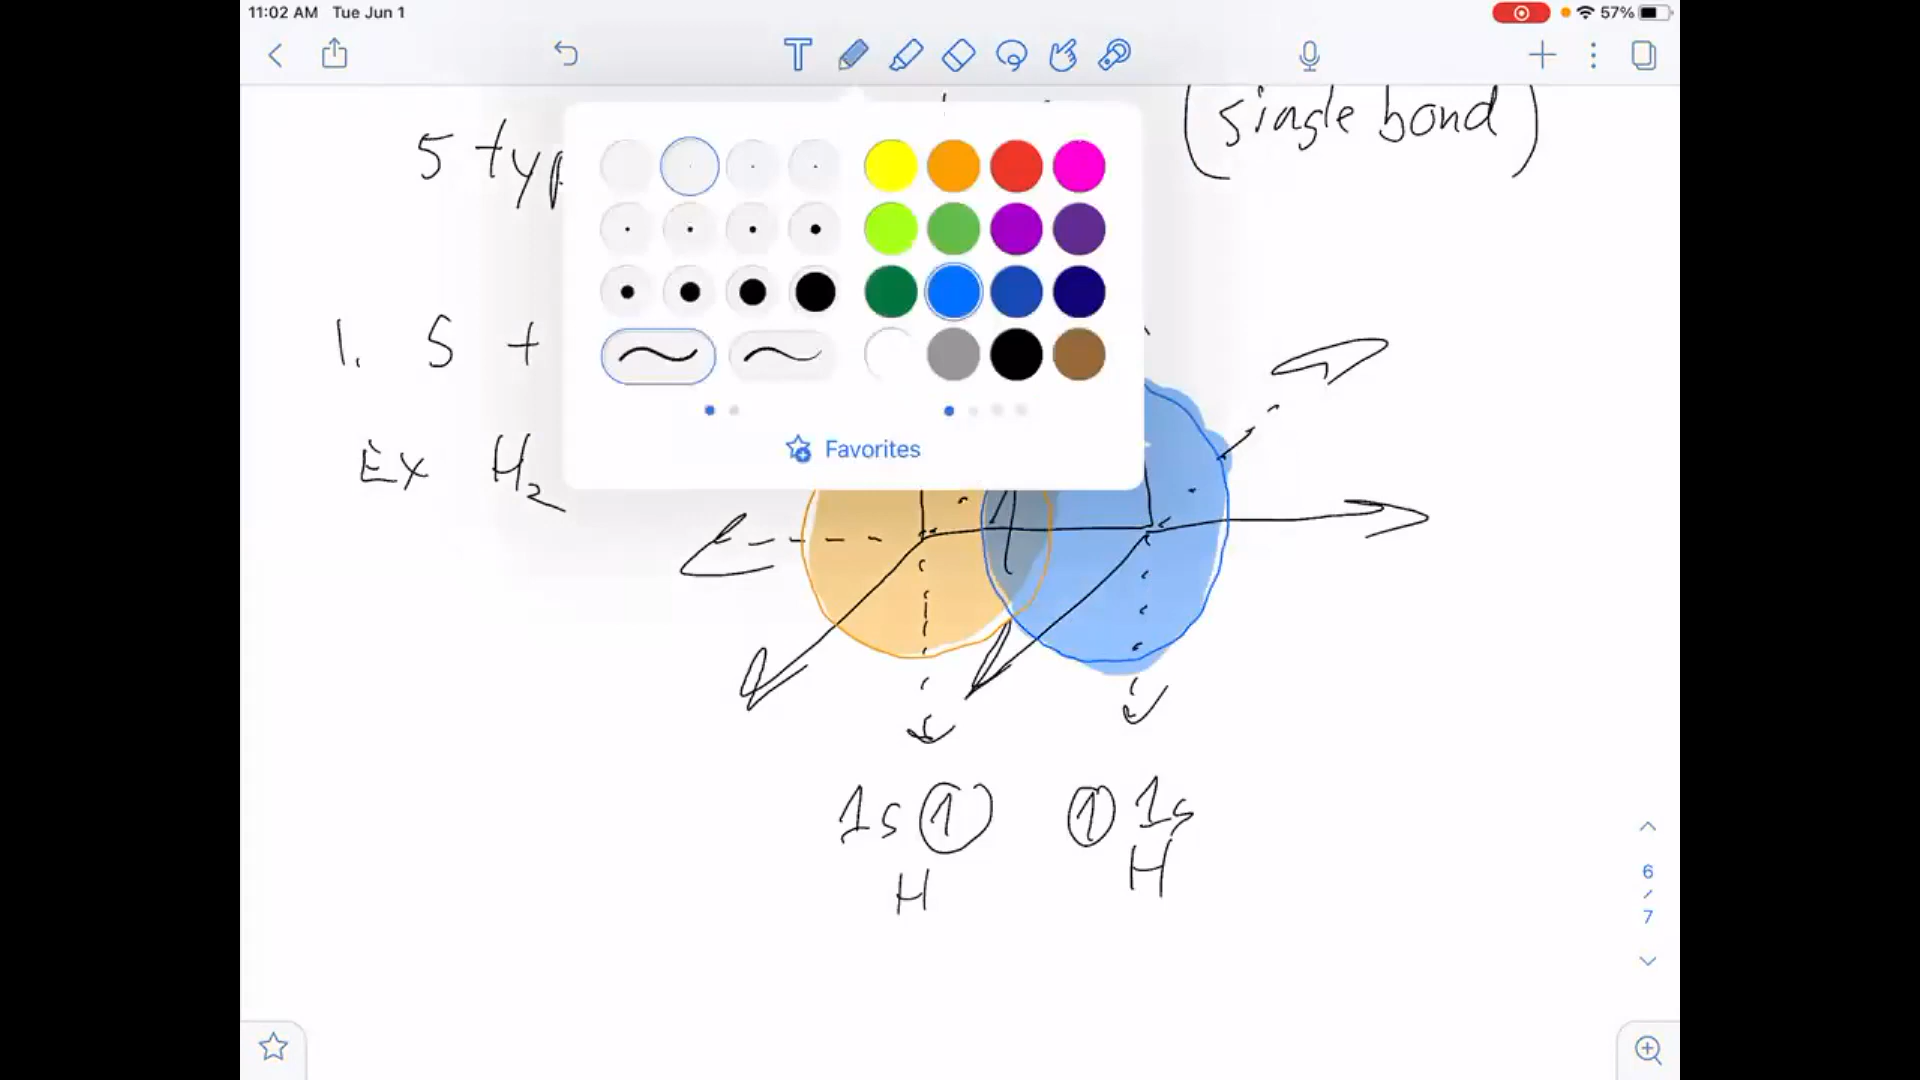 11:02 AM Tue Jun 1
57%
T
(single bond)
5 typ
1. S +
Ex H₂
Favorites
1s ① ① 1s
H H
6
/
7